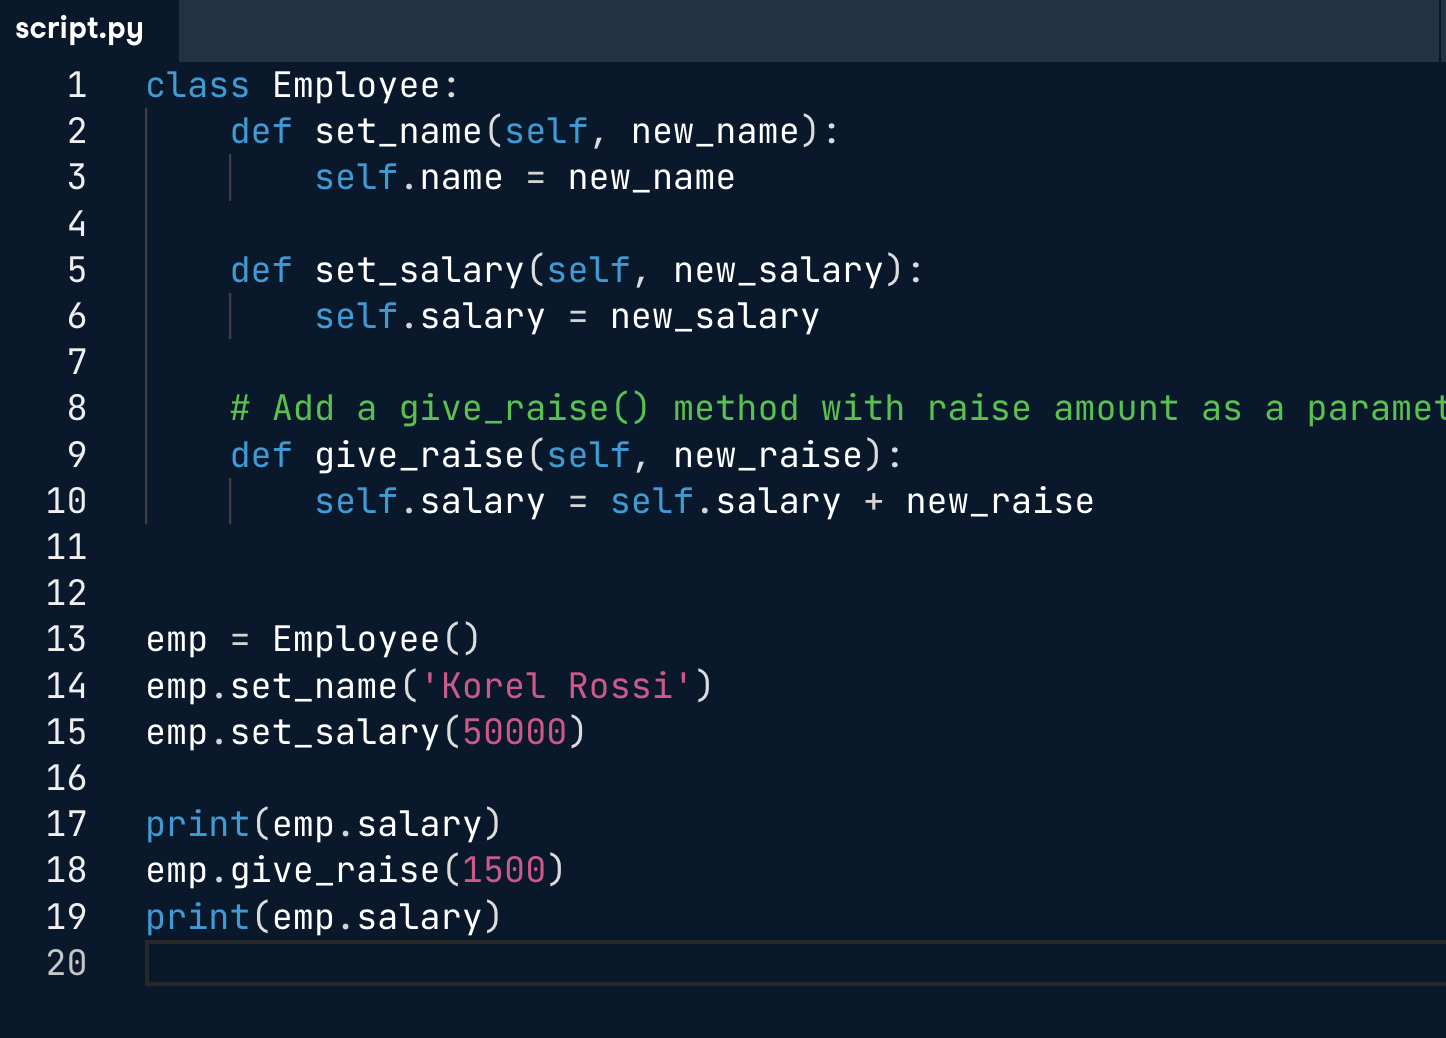 script.py
1 class Employee:
2     def set_name(self, new_name):
3         self.name = new_name
4
5     def set_salary(self, new_salary):
6         self.salary = new_salary
7
8     # Add a give_raise() method with raise amount as a paramet
9     def give_raise(self, new_raise):
10         self.salary = self.salary + new_raise
11
12
13 emp = Employee()
14 emp.set_name('Korel Rossi')
15 emp.set_salary(50000)
16
17 print(emp.salary)
18 emp.give_raise(1500)
19 print(emp.salary)
20